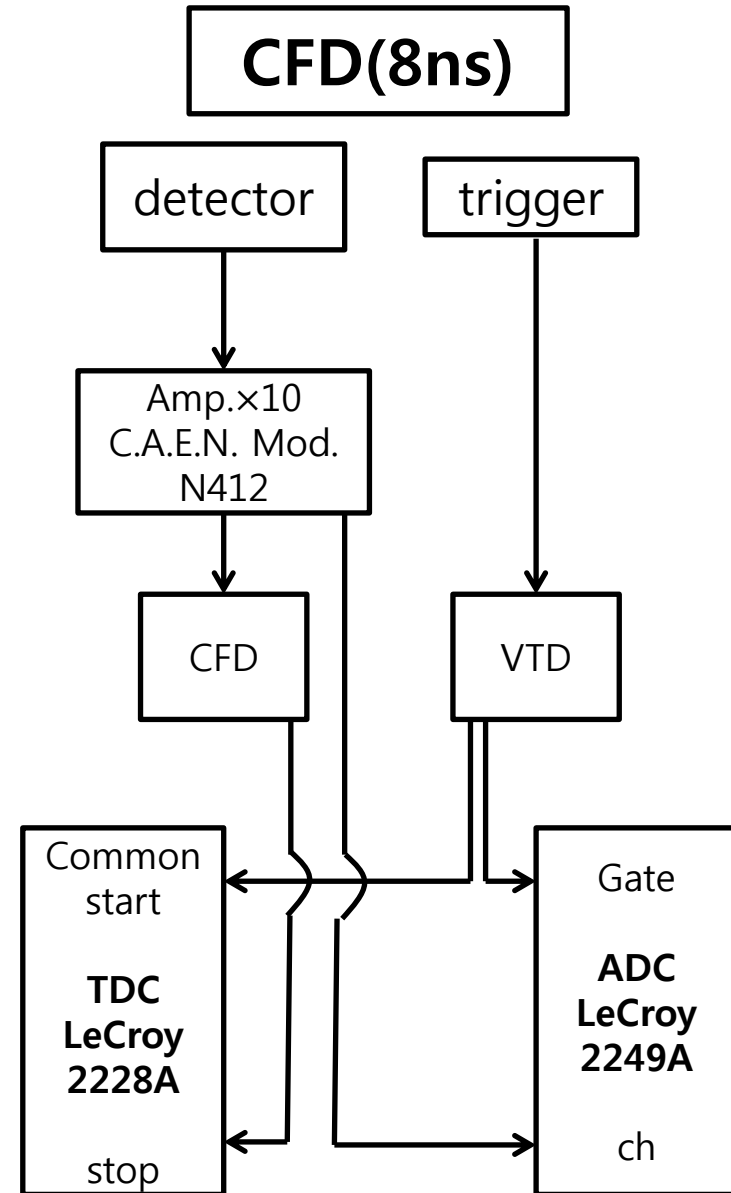 CFD(8ns)
detector
trigger
Amp.×10
C.A.E.N. Mod.
N412
CFD
VTD
Common
start
TDC
LeCroy
2228A
stop
Gate
ADC
LeCroy
2249A
ch